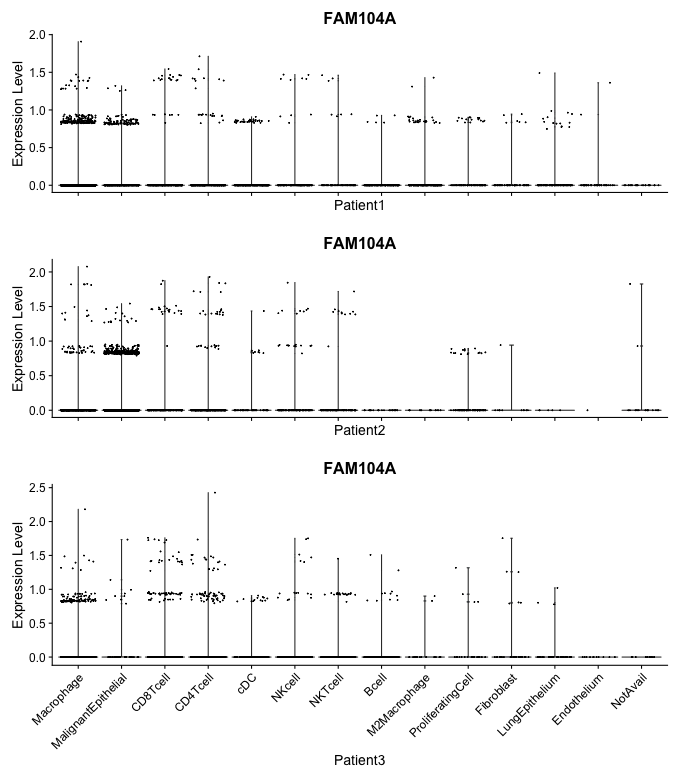 FAM104A
Expression Level
2.0
1.5
1.0
0.5
0.0
Patient1
FAM104A
Expression Level
2.0
1.5
1.0
0.5
0.0
Patient2
FAM104A
Expression Level
2.5
2.0
1.5
1.0
0.5
0.0
Macrophage
MalignantEpithelial
CD8Tcell
CD4Tcell
cDC
NKcell
NKTcell
Bcell
M2Macrophage
ProliferatingCell
Fibroblast
LungEpithelium
Endothelium
NotAvail
Patient3